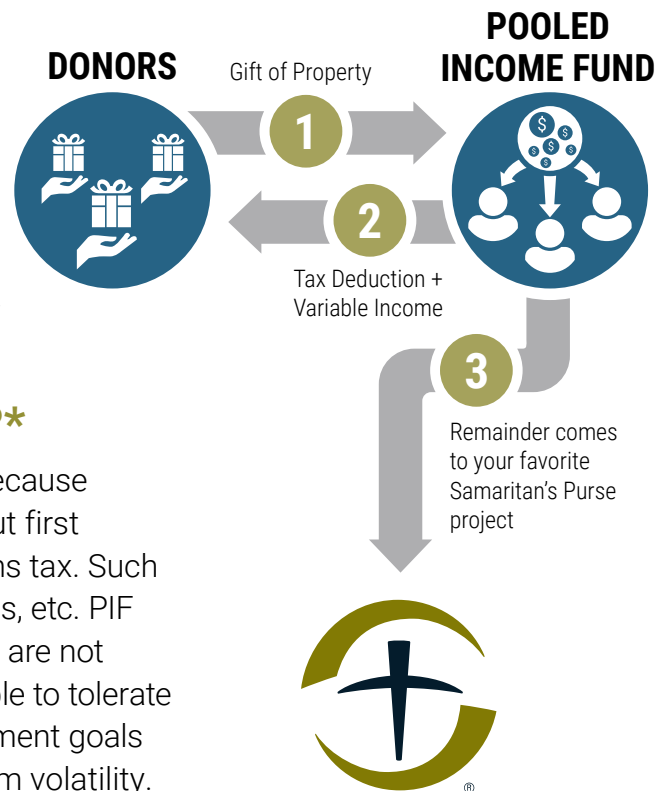 DONORS
Gift of Property
POOLED
INCOME FUND
1
2
Tax Deduction +
Variable Income
3
Remainder comes
to your favorite
Samaritan's Purse
project
?*
ecause
ut first
ns tax. Such
s, etc. PIF
are not
ble to tolerate
ment goals
m volatility.
$ $ $ $ $ $
®